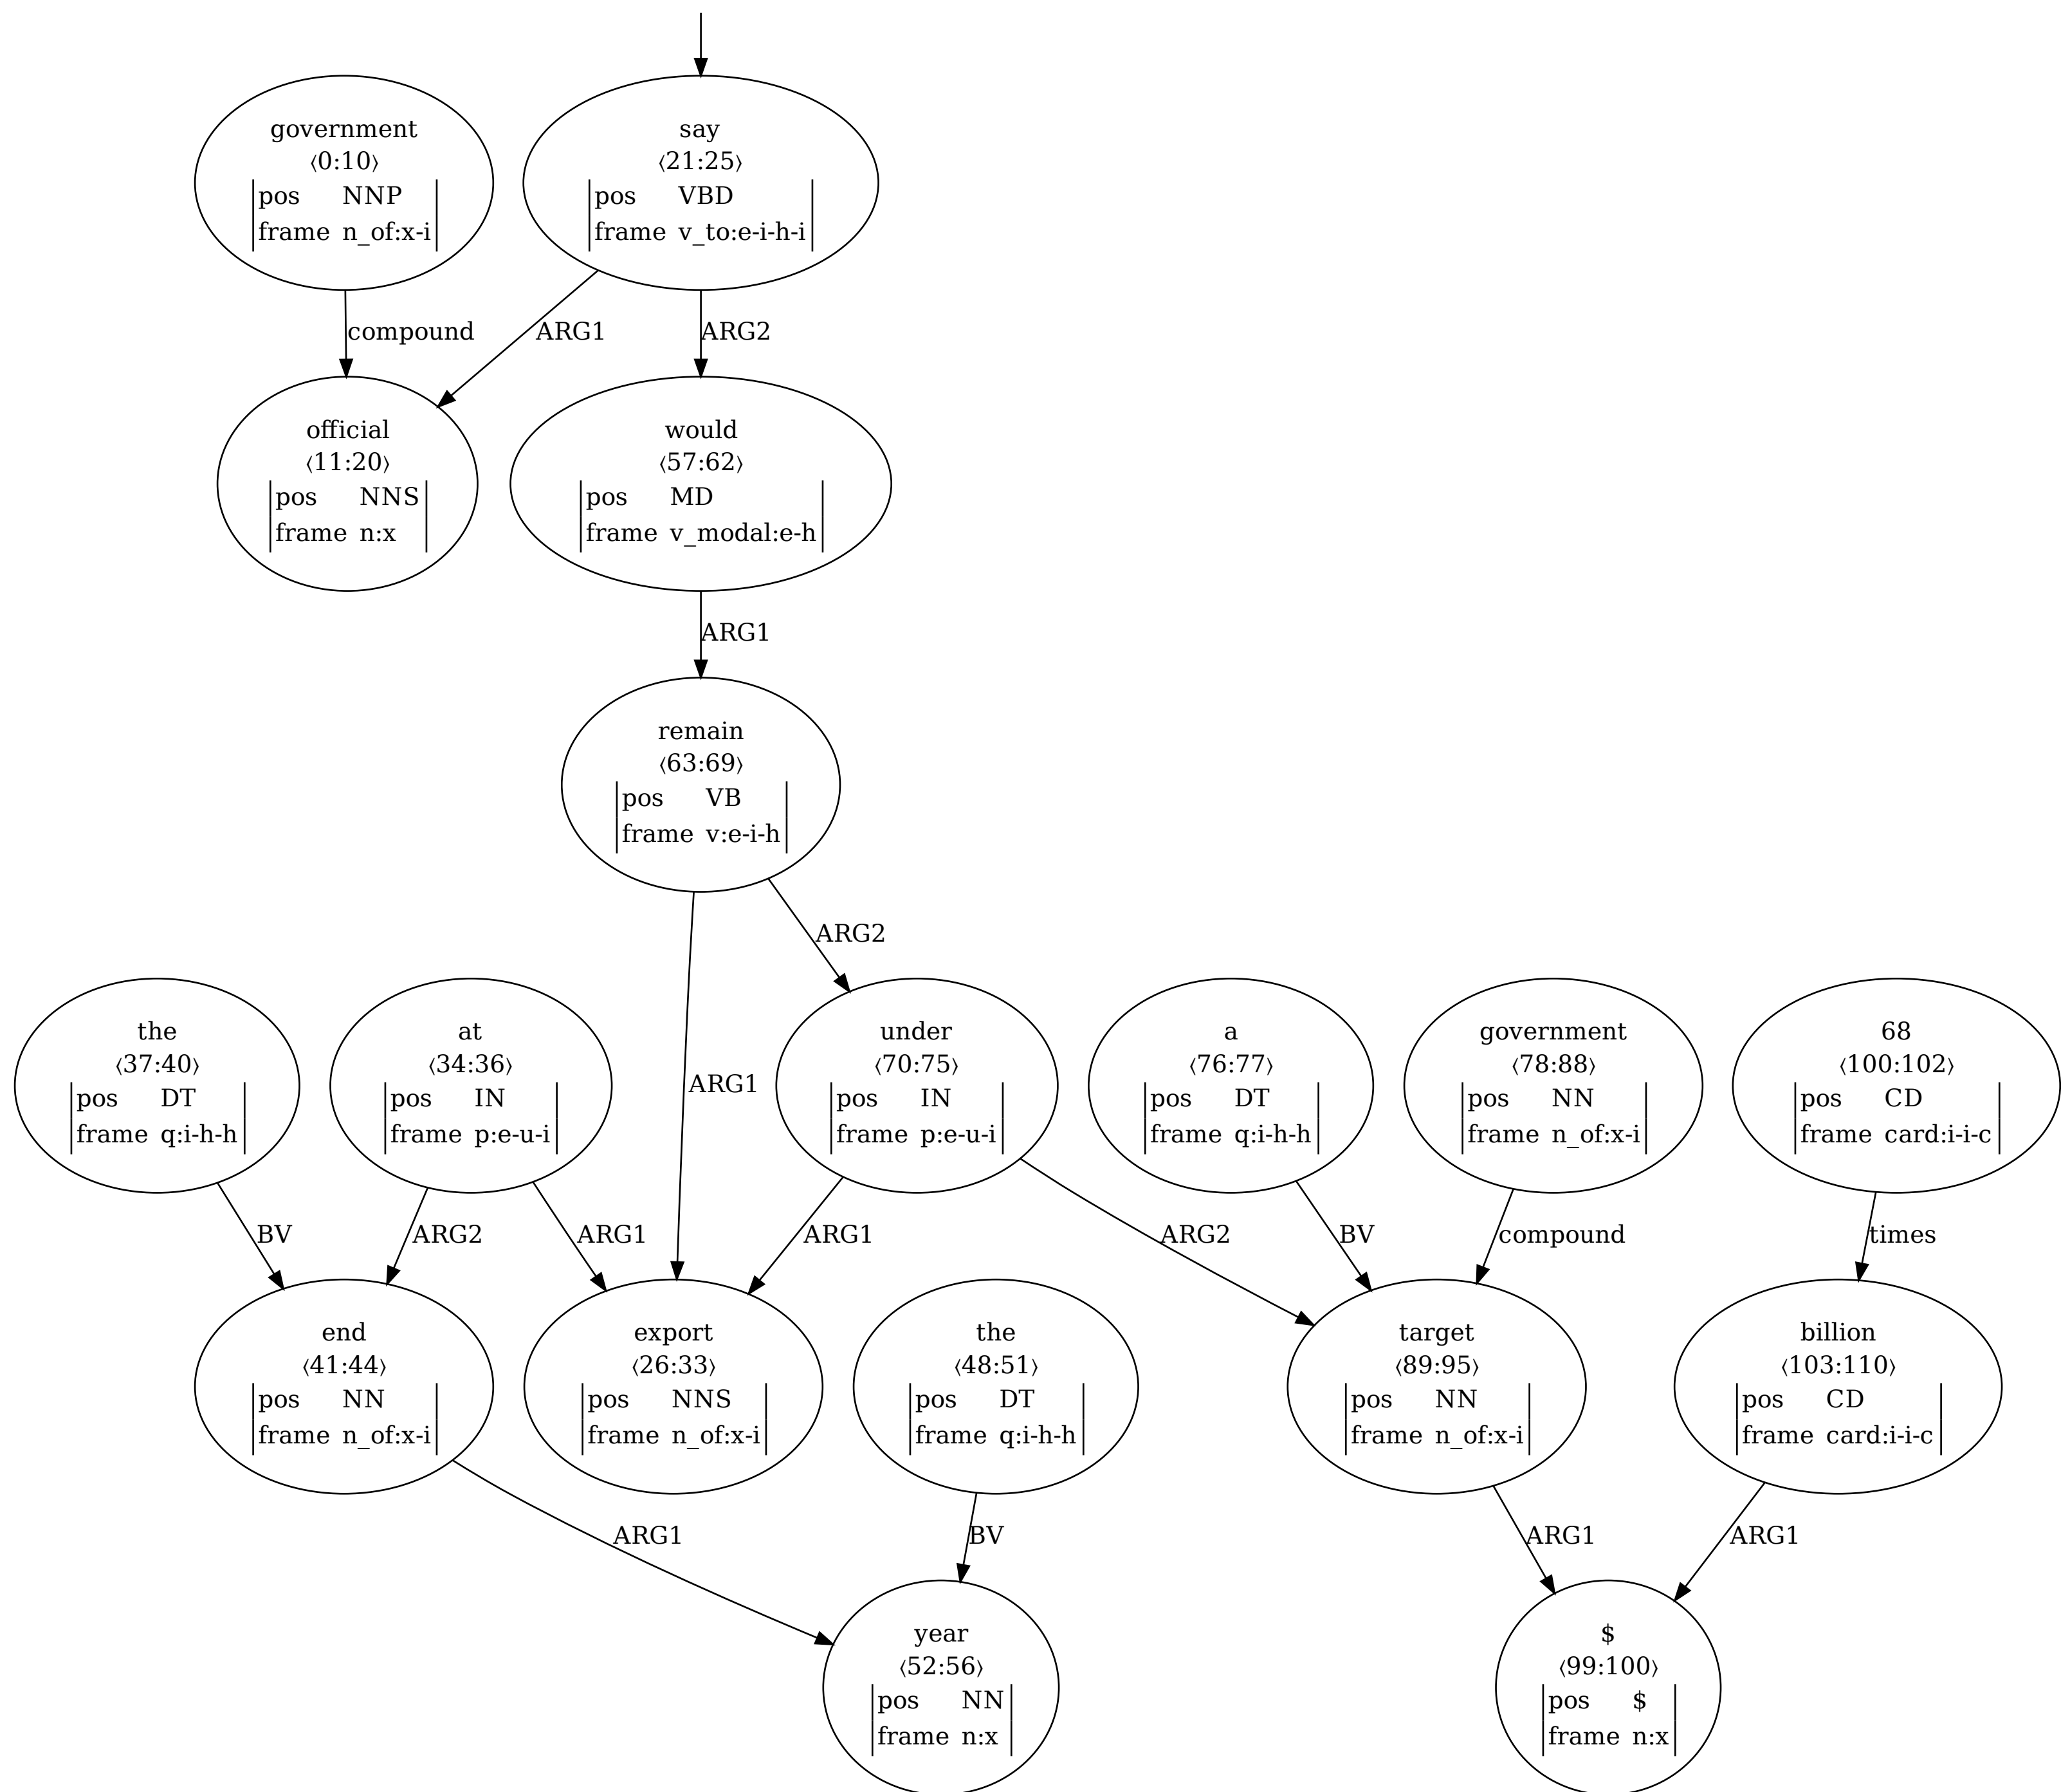 government
⟨0:10⟩
pos NNP
frame n_of:x-i
say
⟨21:25⟩
pos VBD
frame v_to:e-i-h-i
compound
ARG1
ARG2
official
⟨11:20⟩
pos NNS
frame n:x
would
⟨57:62⟩
pos MD
frame v_modal:e-h
ARG1
remain
⟨63:69⟩
pos VB
frame v:e-i-h
ARG2
ARG1
the
⟨37:40⟩
pos DT
frame q:i-h-h
at
⟨34:36⟩
pos IN
frame p:e-u-i
under
⟨70:75⟩
pos IN
frame p:e-u-i
a
⟨76:77⟩
pos DT
frame q:i-h-h
government
⟨78:88⟩
pos NN
frame n_of:x-i
68
⟨100:102⟩
pos CD
frame card:i-i-c
BV
ARG2
ARG1
ARG1
ARG2
BV
compound
times
end
⟨41:44⟩
pos NN
frame n_of:x-i
export
⟨26:33⟩
pos NNS
frame n_of:x-i
the
⟨48:51⟩
pos DT
frame q:i-h-h
target
⟨89:95⟩
pos NN
frame n_of:x-i
billion
⟨103:110⟩
pos CD
frame card:i-i-c
ARG1
BV
ARG1
ARG1
year
⟨52:56⟩
pos NN
frame n:x
$
⟨99:100⟩
pos $
frame n:x